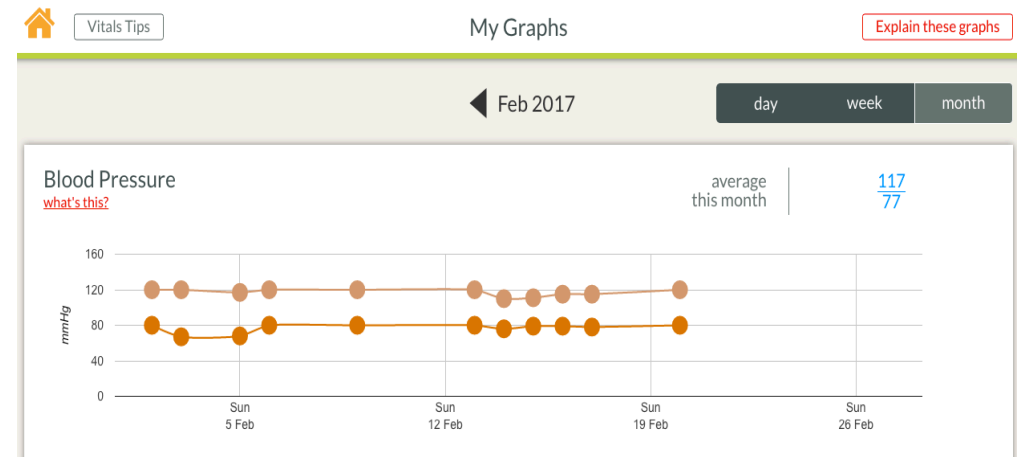 Vitals Tips
My Graphs
Explain these graphs
Feb 2017
day
week
month
Blood Pressure
what's this?
average
this month
117
77
160
120
80
40
0
mmHg
Sun
5 Feb
Sun
12 Feb
Sun
19 Feb
Sun
26 Feb